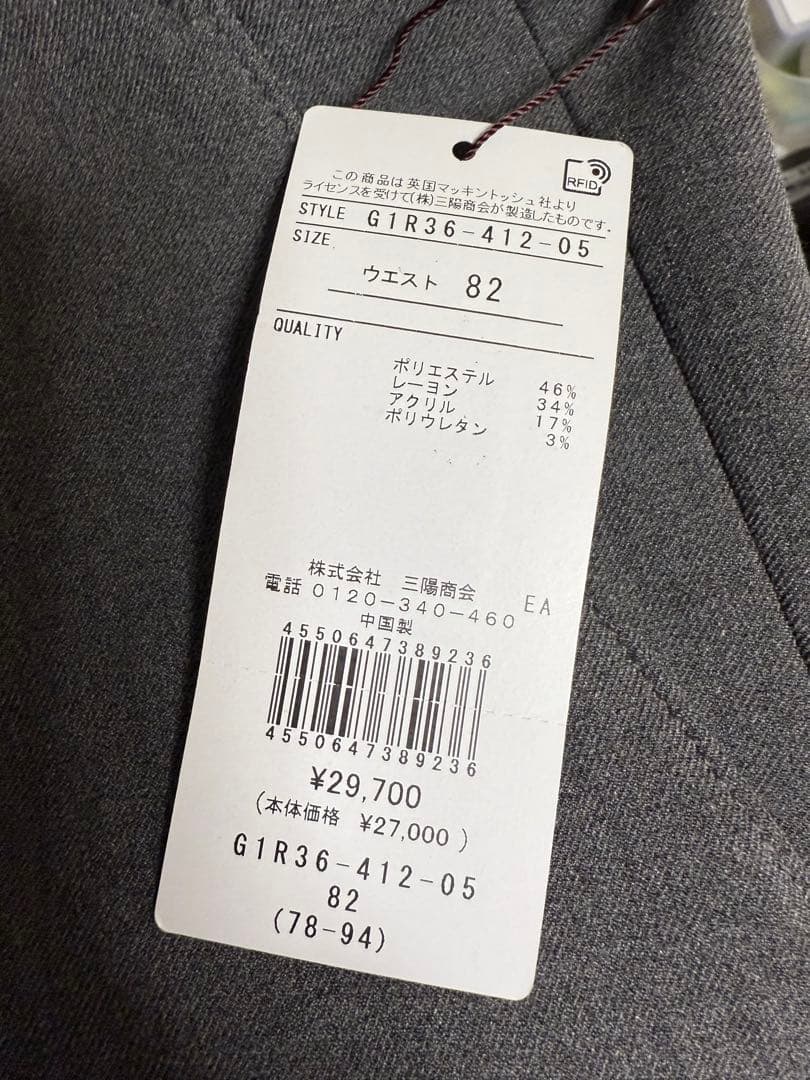 RFID
この商品は英国マッキントッシュ社より
ライセンスを受けて(株)三陽商会が製造したものです。
STYLE G1R36-412-05
SIZE
ウエスト 82
QUALITY
ポリエステル 46%
レーヨン 34%
アクリル 17%
ポリウレタン 3%
株式会社 三陽商会 EA
電話 0120-340-460
中国製
4550647389236
4550647389236
¥29,700
(本体価格 ¥27,000)
G1R36-412-05
82
(78-94)